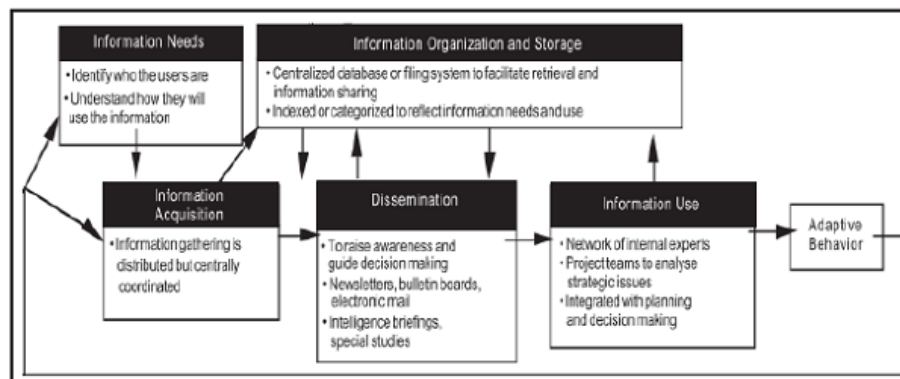 Information Needs
• Identify who the users are
• Understand how they will
use the information
Information Organization and Storage
• Centralized database or filing system to facilitate retrieval and
information sharing
• Indexed or categorized to reflect information needs and use
Information
Acquisition
• Information gathering is
distributed but centrally
coordinated
Dissemination
• To raise awareness and
guide decision making
• Newsletters, bulletin boards,
electronic mail
• Intelligence briefings,
special studies
Information Use
• Network of internal experts
• Project teams to analyse
strategic issues
• Integrated with planning
and decision making
Adaptive
Behavior